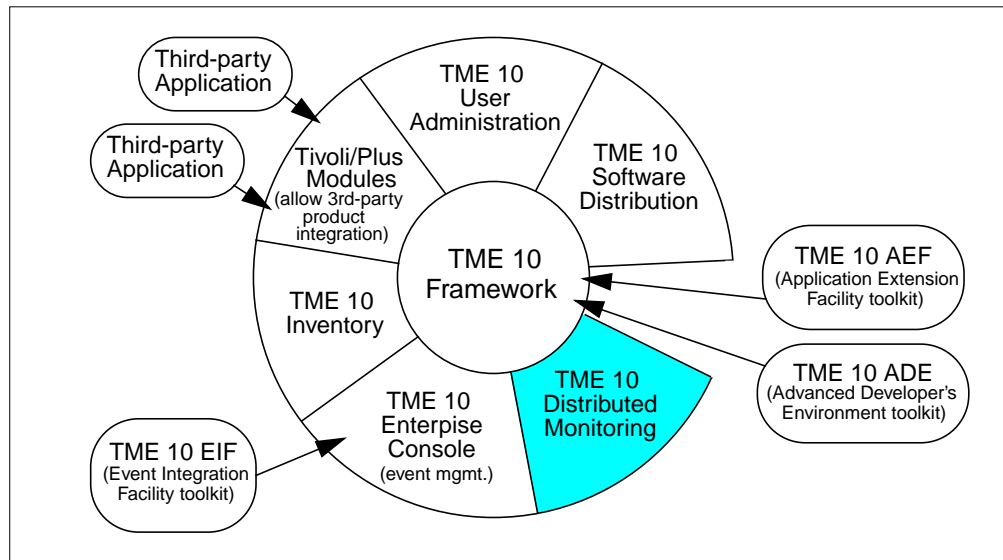 Third-party
Application
Third-party
Application
TME 10
User
Administration
TME 10
Software
Distribution
Tivoli/Plus
Modules
(allow 3rd-party
product
integration)
TME 10
Framework
TME 10 AEF
(Application Extension
Facility toolkit)
TME 10
Inventory
TME 10 ADE
(Advanced Developer's
Environment toolkit)
TME 10
Distributed
Monitoring
TME 10
Enterpise
Console
(event mgmt.)
TME 10 EIF
(Event Integration
Facility toolkit)